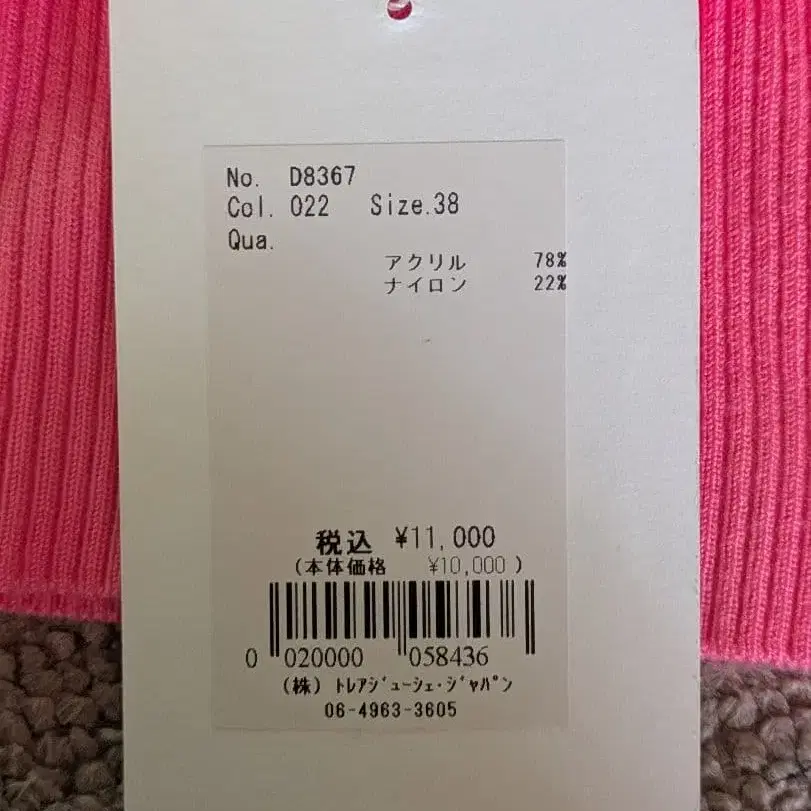 No. D8367
Col. 022 Size.38
Qua.
アクリル 78%
ナイロン 22%
税込 ¥11,000
(本体価格 ¥10,000)
0 020000 058436
(株) ﾄﾚｱｼﾞｭｰｼｪ･ｼﾞｬﾊﾟﾝ
06-4963-3605